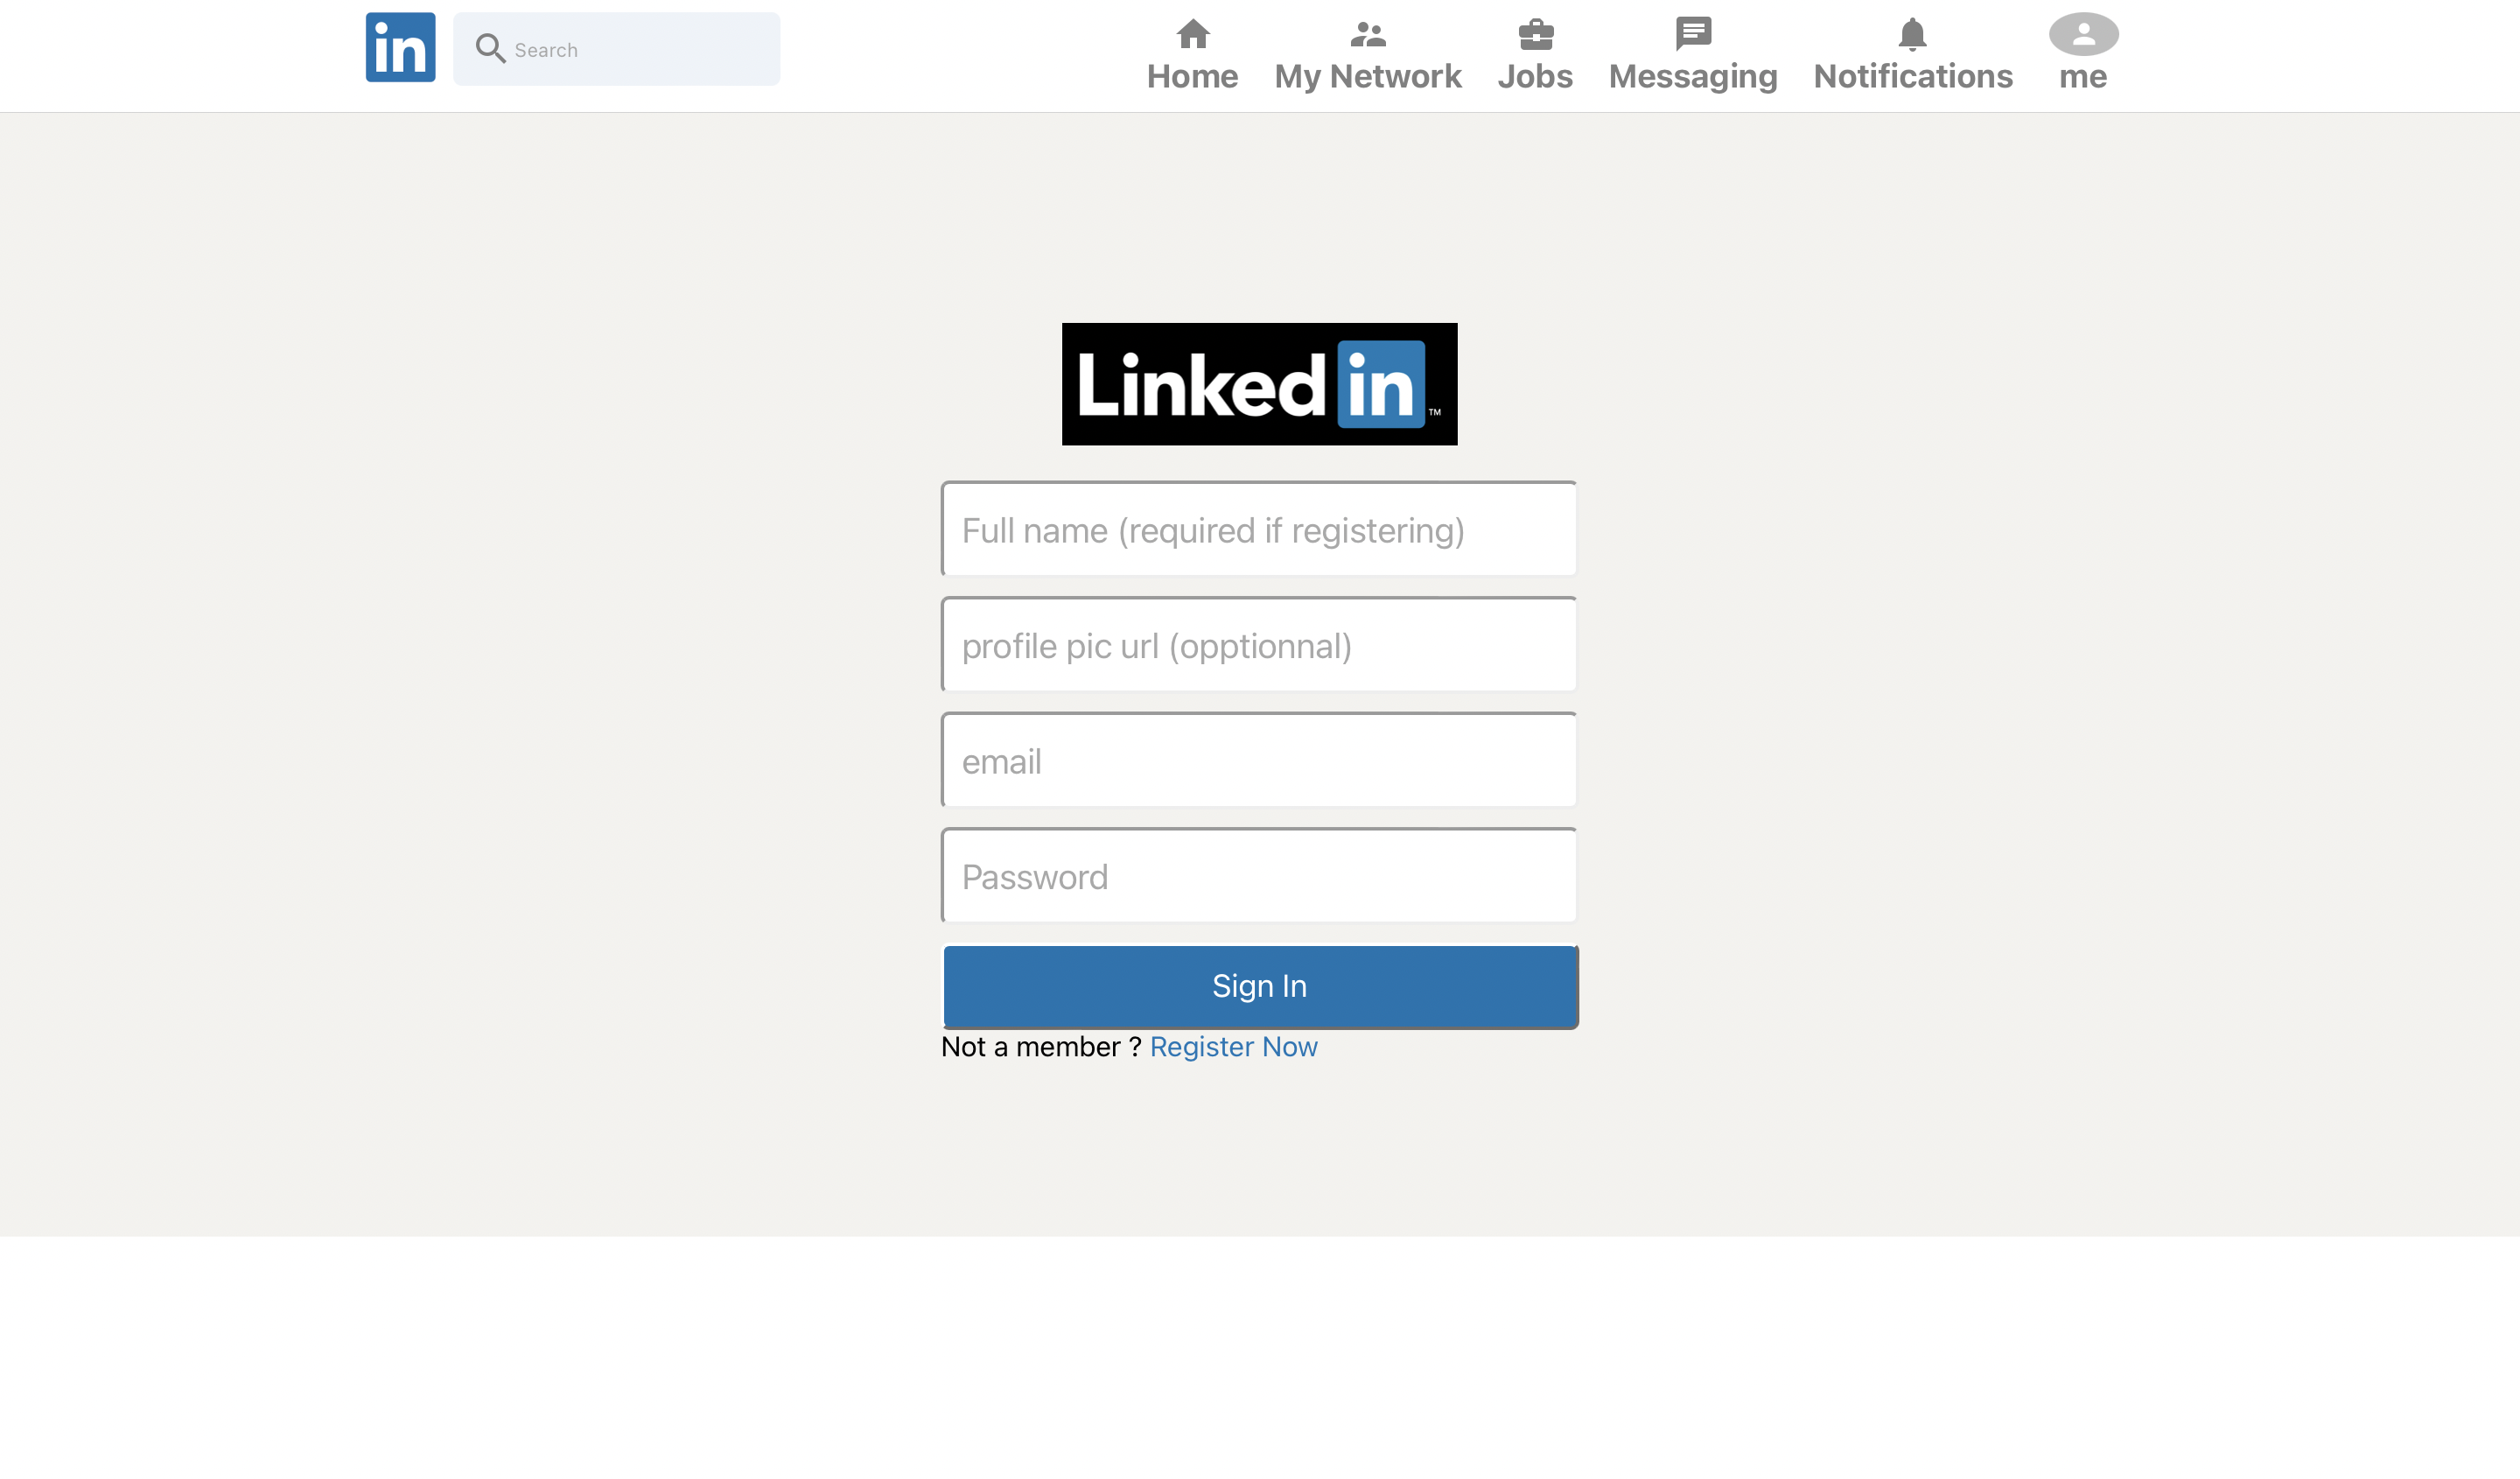 in Search
Home My Network Jobs Messaging Notifications me
Linked in ™
Full name (required if registering)
profile pic url (opptionnal)
email
Password
Sign In
Not a member ? Register Now